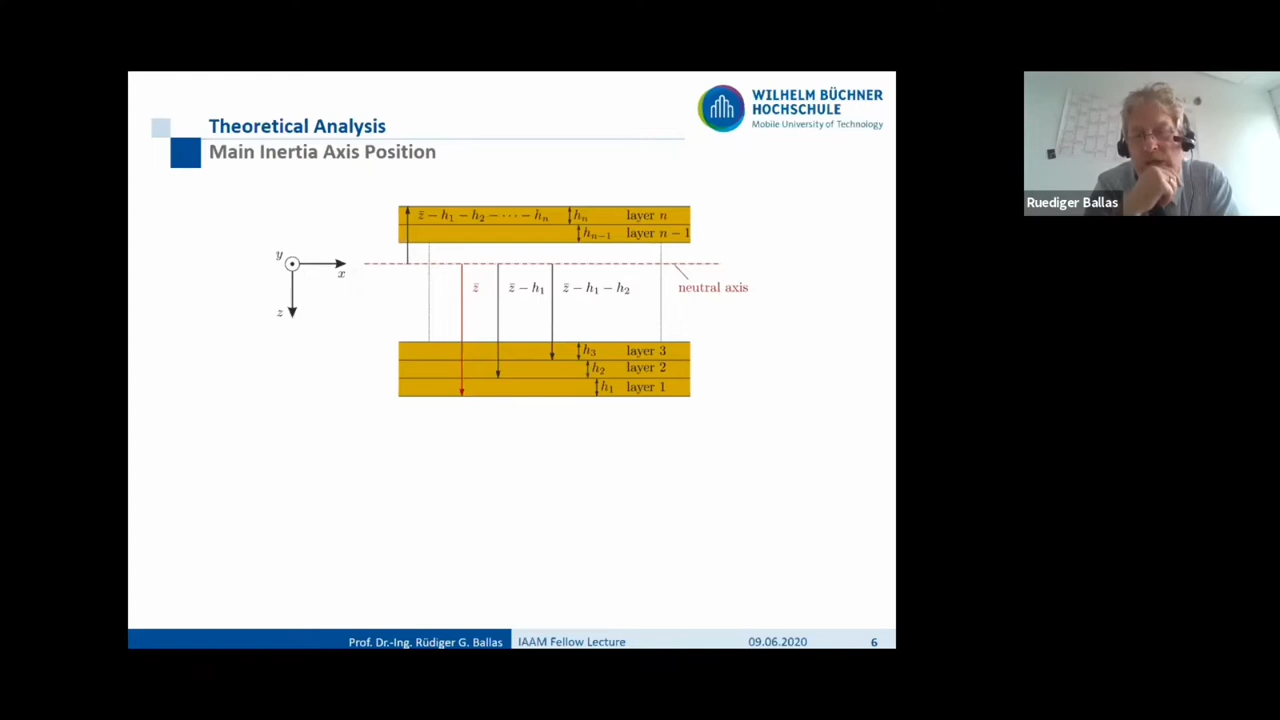 WILHELM BÜCHNER
HOCHSCHULE
Mobile University of Technology
Theoretical Analysis
Main Inertia Axis Position
z̄ − h₁ − h₂ − ⋯ − hₙ
hₙ
layer n
hₙ₋₁
layer n − 1
y
x
z
z̄
z̄ − h₁
z̄ − h₁ − h₂
neutral axis
h₃
layer 3
h₂
layer 2
h₁
layer 1
Prof. Dr.-Ing. Rüdiger G. Ballas
IAAM Fellow Lecture
09.06.2020
6
Ruediger Ballas